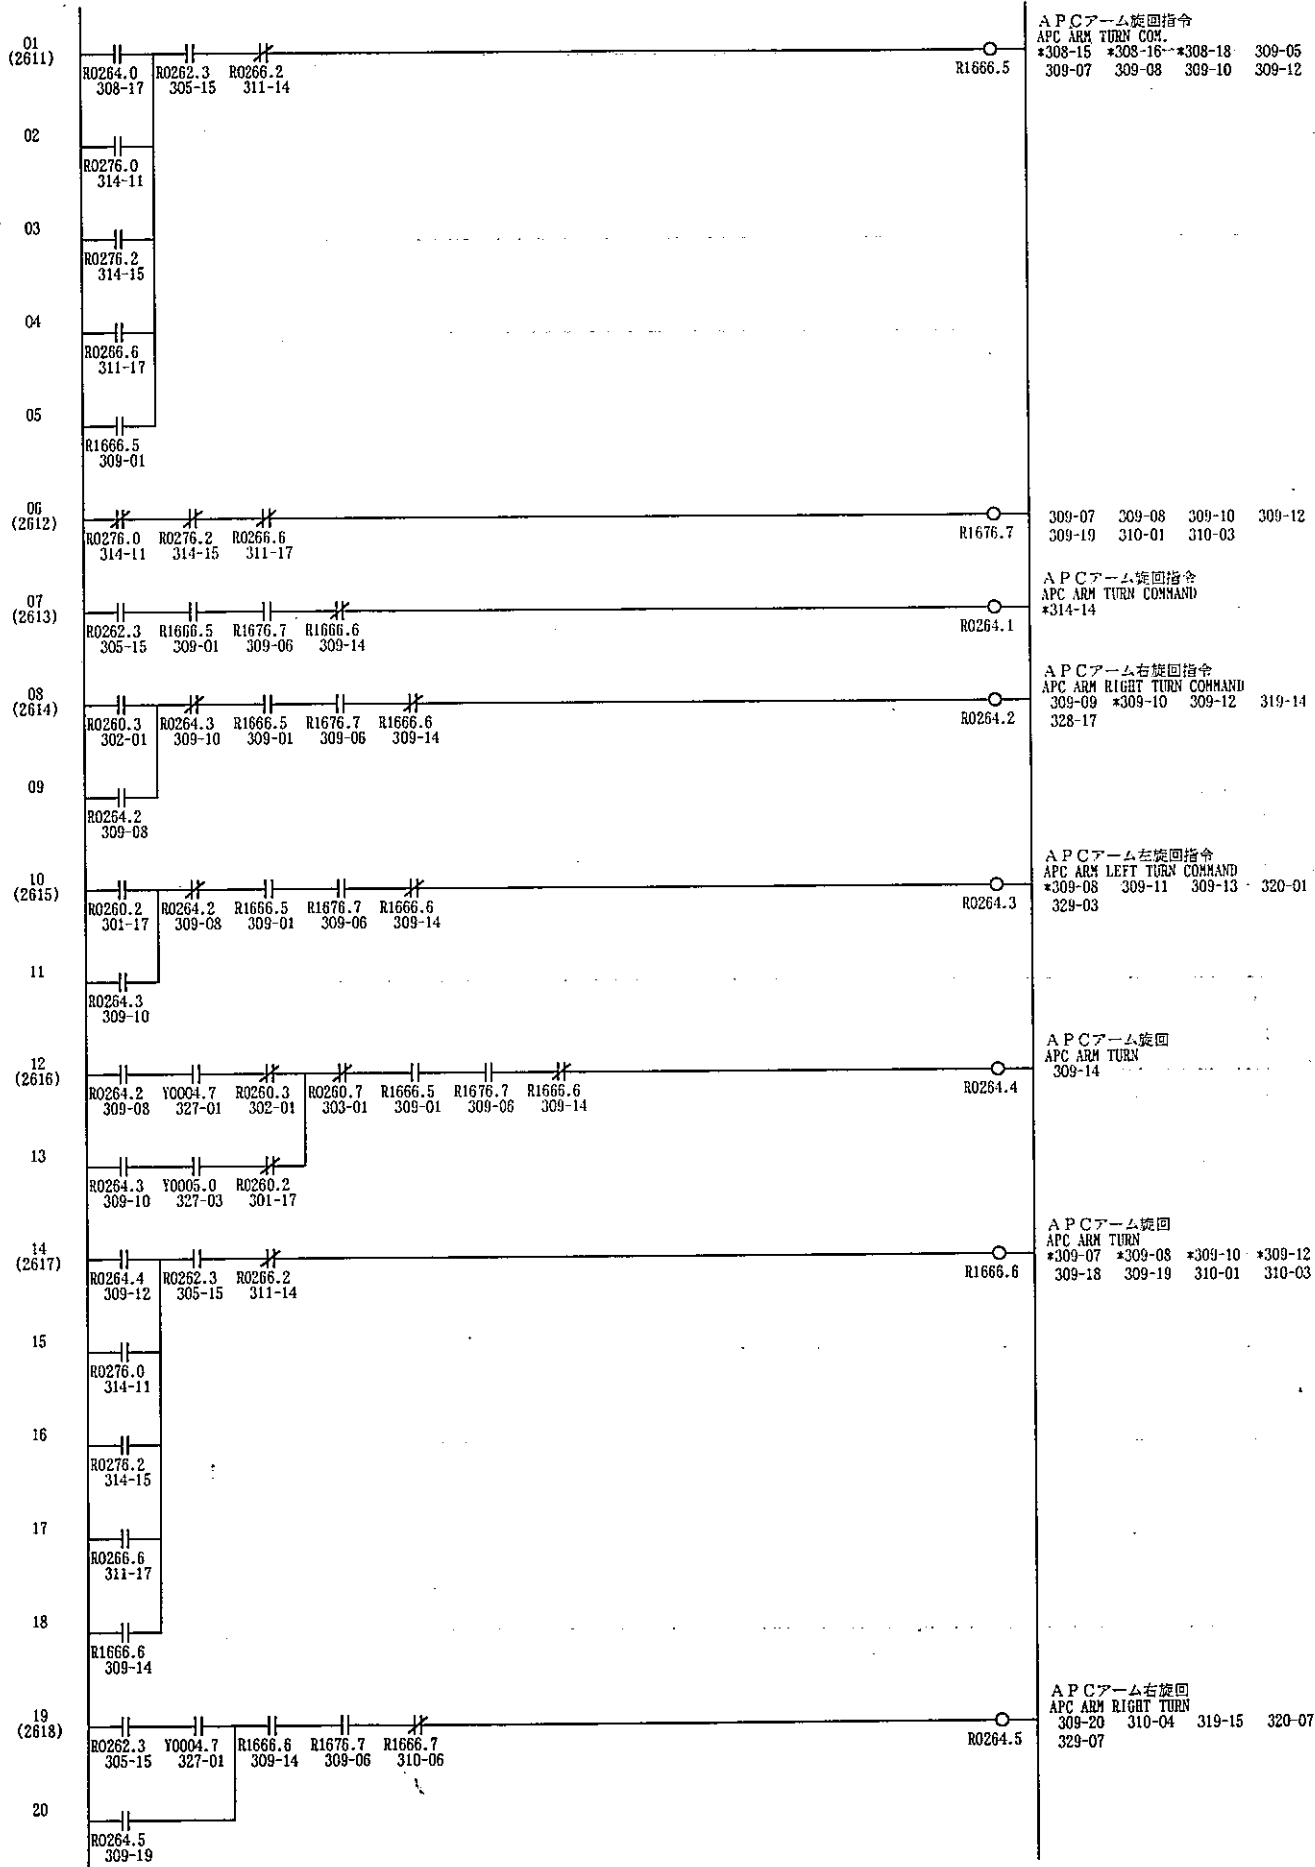 01
(2611)
R0264.0 R0262.3 R0266.2
308-17 305-15 311-14
R1666.5
APCアーム旋回指令
APC ARM TURN COM.
*308-15 *308-16 *308-18 309-05
309-07 309-08 309-10 309-12
02
R0276.0
314-11
03
R0276.2
314-15
04
R0266.6
311-17
05
R1666.5
309-01
06
(2612)
R0276.0 R0276.2 R0266.6
314-11 314-15 311-17
R1676.7
309-07 309-08 309-10 309-12
309-19 310-01 310-03
07
(2613)
R0262.3 R1666.5 R1676.7 R1666.6
305-15 309-01 309-06 309-14
R0264.1
APCアーム旋回指令
APC ARM TURN COMMAND
*314-14
08
(2614)
R0260.3 R0264.3 R1666.5 R1676.7 R1666.6
302-01 309-10 309-01 309-06 309-14
R0264.2
APCアーム右旋回指令
APC ARM RIGHT TURN COMMAND
309-09 *309-10 309-12 319-14
328-17
09
R0264.2
309-08
10
(2615)
R0260.2 R0264.2 R1666.5 R1676.7 R1666.6
301-17 309-08 309-01 309-06 309-14
R0264.3
APCアーム左旋回指令
APC ARM LEFT TURN COMMAND
*309-08 309-11 309-13 320-01
329-03
11
R0264.3
309-10
12
(2616)
R0264.2 Y0004.7 R0260.3 R0260.7 R1666.5 R1676.7 R1666.6
309-08 327-01 302-01 303-01 309-01 309-06 309-14
R0264.4
APCアーム旋回
APC ARM TURN
309-14
13
R0264.3 Y0005.0 R0260.2
309-10 327-03 301-17
14
(2617)
R0264.4 R0262.3 R0266.2
309-12 305-15 311-14
R1666.6
APCアーム旋回
APC ARM TURN
*309-07 *309-08 *309-10 *309-12
309-18 309-19 310-01 310-03
15
R0276.0
314-11
16
R0276.2
314-15
17
R0266.6
311-17
18
R1666.6
309-14
19
(2618)
R0262.3 Y0004.7 R1666.6 R1676.7 R1666.7
305-15 327-01 309-14 309-06 310-06
R0264.5
APCアーム右旋回
APC ARM RIGHT TURN
309-20 310-04 319-15 320-07
329-07
20
R0264.5
309-19